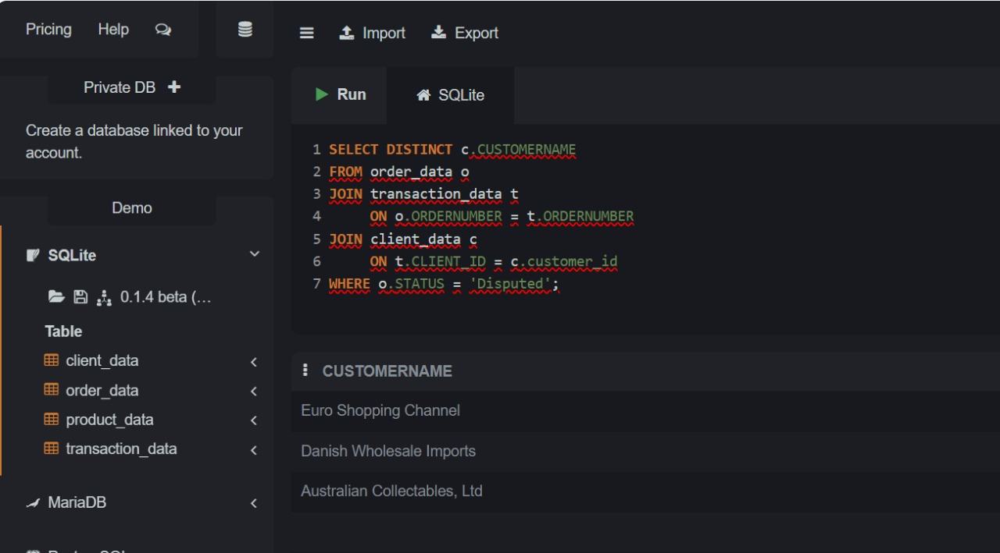 Pricing Help
Import Export
Private DB
Create a database linked to your
account.
Demo
SQLite
0.1.4 beta (...
Table
client_data
order_data
product_data
transaction_data
MariaDB
Run SQLite
1 SELECT DISTINCT c.CUSTOMERNAME
2 FROM order_data o
3 JOIN transaction_data t
4 ON o.ORDERNUMBER = t.ORDERNUMBER
5 JOIN client_data c
6 ON t.CLIENT_ID = c.customer_id
7 WHERE o.STATUS = 'Disputed';
CUSTOMERNAME
Euro Shopping Channel
Danish Wholesale Imports
Australian Collectables, Ltd